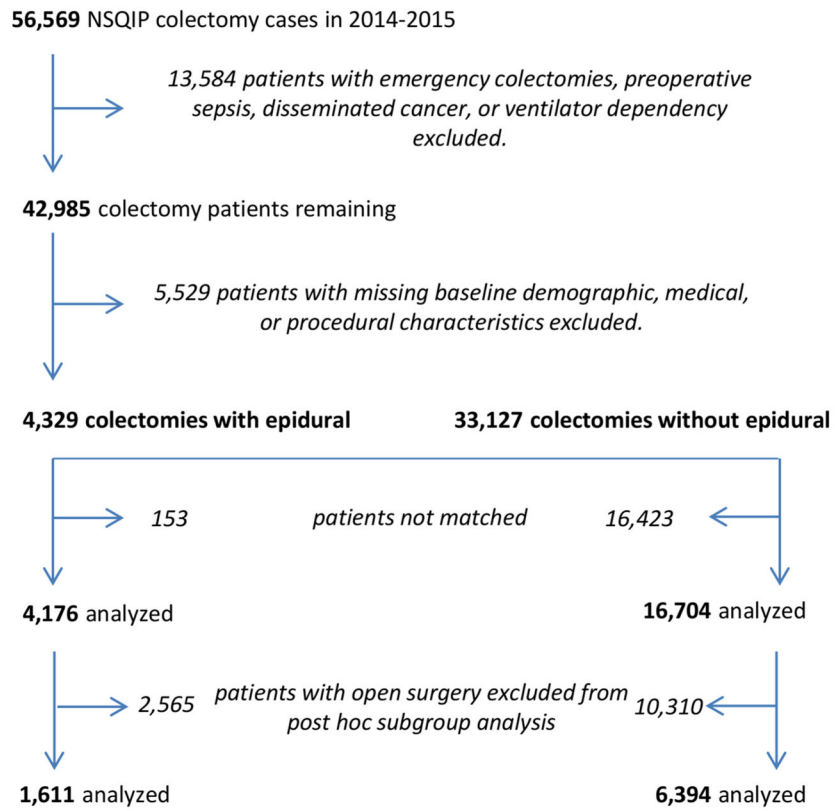 56,569 NSQIP colectomy cases in 2014-2015
13,584 patients with emergency colectomies, preoperative
sepsis, disseminated cancer, or ventilator dependency
excluded.
42,985 colectomy patients remaining
5,529 patients with missing baseline demographic, medical,
or procedural characteristics excluded.
4,329 colectomies with epidural
33,127 colectomies without epidural
153
patients not matched
16,423
4,176 analyzed
16,704 analyzed
2,565
patients with open surgery excluded from
post hoc subgroup analysis
10,310
1,611 analyzed
6,394 analyzed